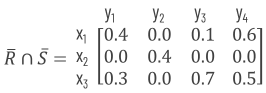 y₁ y₂ y₃ y₄
x₁ [0.4 0.0 0.1 0.6]
R̄ ∩ S̄ = x₂ [0.0 0.4 0.0 0.0]
x₃ [0.3 0.0 0.7 0.5]